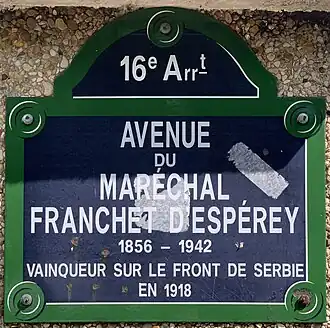 16e Arrt
AVENUE
DU
MARÉCHAL
FRANCHET D'ESPÉREY
1856 – 1942
VAINQUEUR SUR LE FRONT DE SERBIE
EN 1918